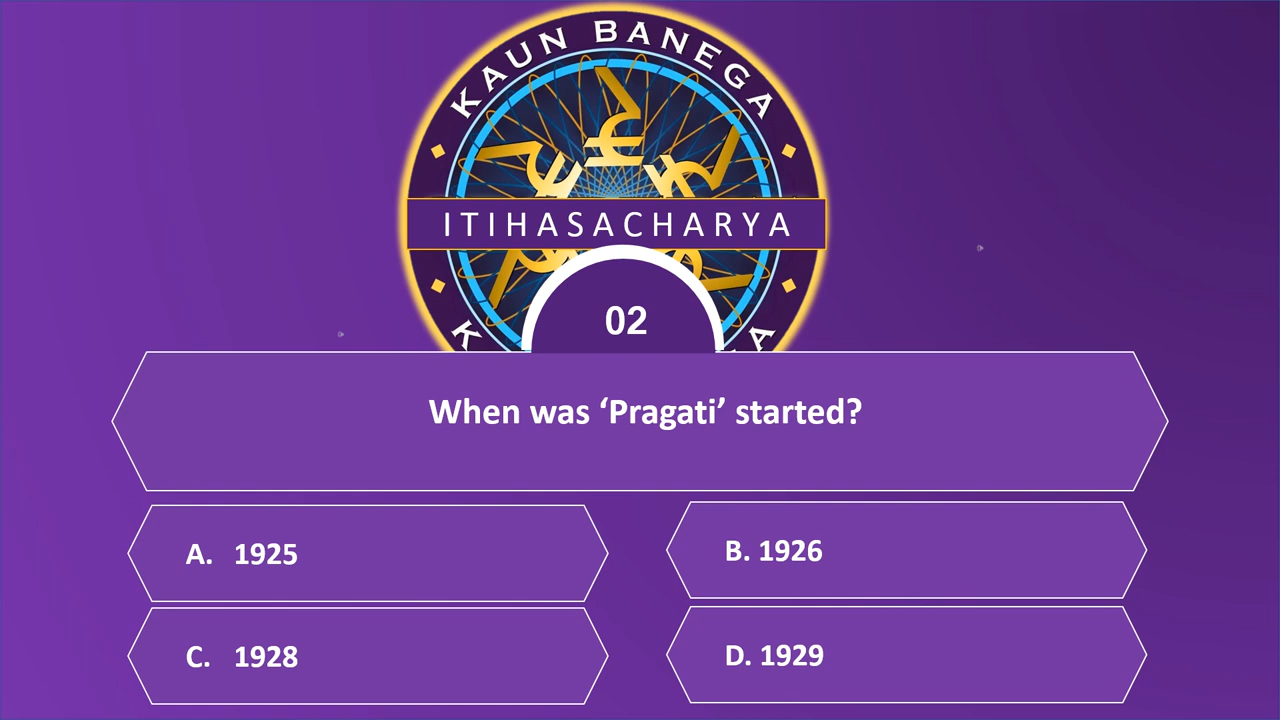 KAUN BANEGA
ITIHASACHARYA
02
When was ‘Pragati’ started?
A. 1925
B. 1926
C. 1928
D. 1929